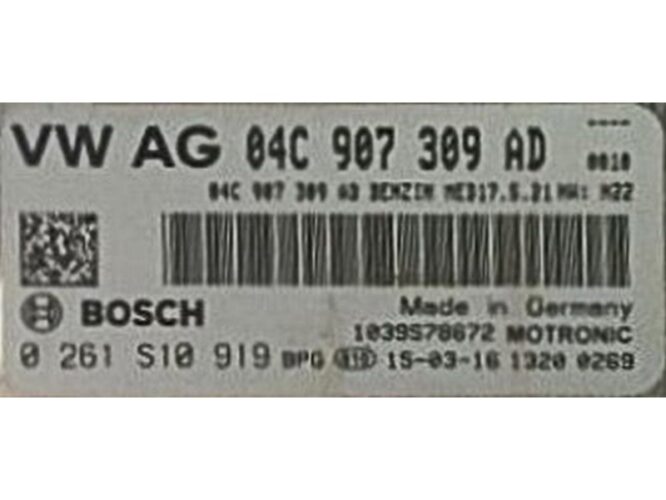 ----
VW AG 04C 907 309 AD 0010
04C 907 309 AD BENZIN MED17.5.21 HW: H22
BOSCH Made in Germany
1039S78672 MOTRONIC
0 261 S10 919 BPG 15-03-16 1320 0269